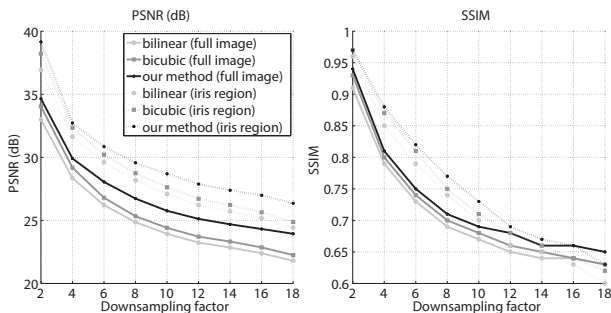 PSNR (dB)
40
35
30
25
20
PSNR (dB)
2 4 6 8 10 12 14 16 18
Downsampling factor
bilinear (full image)
bicubic (full image)
our method (full image)
bilinear (iris region)
bicubic (iris region)
our method (iris region)
SSIM
1
0.95
0.9
0.85
0.8
0.75
0.7
0.65
0.6
SSIM
2 4 6 8 10 12 14 16 18
Downsampling factor